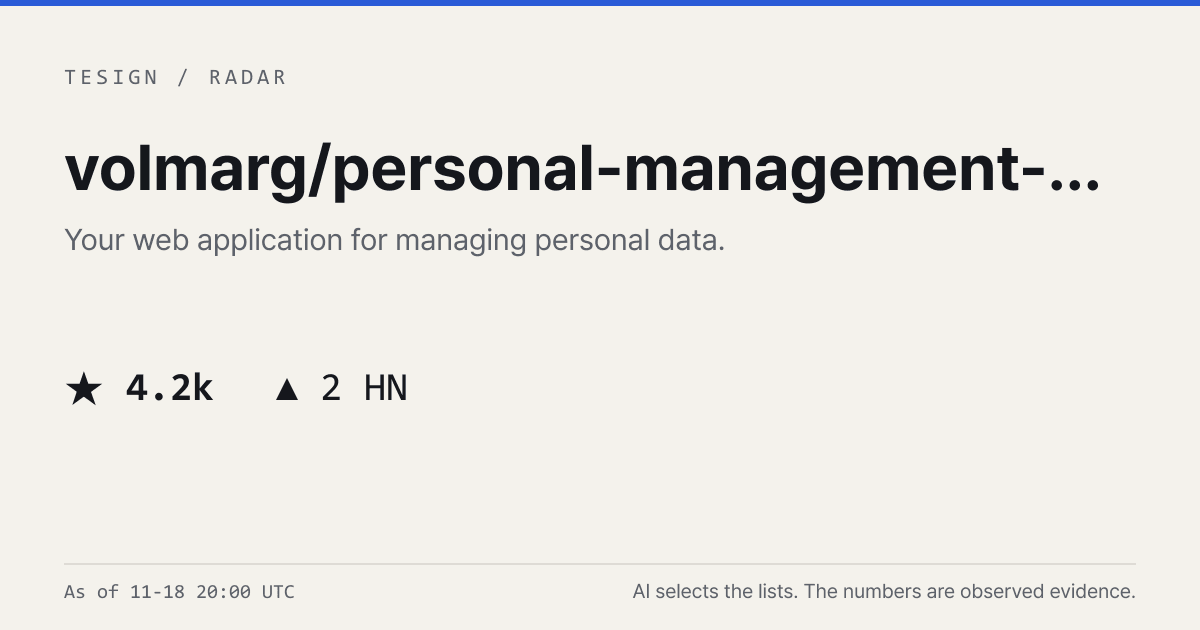 TESIGN / RADAR
volmarg/personal-management-...
Your web application for managing personal data.
★ 4.2k ▲ 2 HN
As of 11-18 20:00 UTC
AI selects the lists. The numbers are observed evidence.